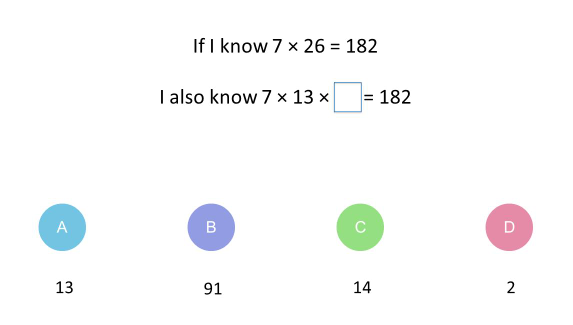 If I know 7 × 26 = 182
I also know 7 × 13 × = 182
A B C D
13 91 14 2